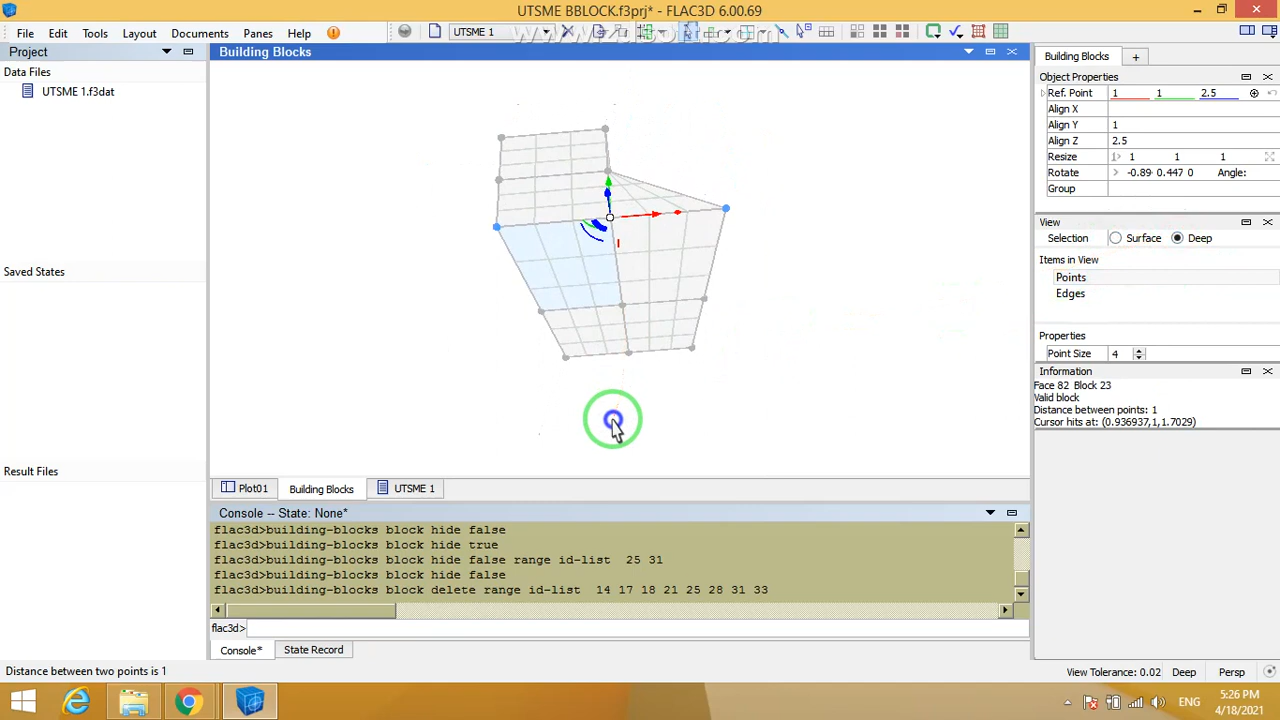 UTSME BBLOCK.f3prj* - FLAC3D 6.00.69
File Edit Tools Layout Documents Panes Help
UTSME 1
Project
Data Files
UTSME 1.f3dat
Saved States
Result Files
Building Blocks
Plot01 Building Blocks UTSME 1
Console -- State: None*
flac3d>building-blocks block hide false
flac3d>building-blocks block hide true
flac3d>building-blocks block hide false range id-list  25 31
flac3d>building-blocks block hide false
flac3d>building-blocks block delete range id-list  14 17 18 21 25 28 31 33
flac3d>
Console* State Record
Building Blocks
Object Properties
Ref. Point 1 1 2.5
Align X
Align Y 1
Align Z 2.5
Resize 1 1 1
Rotate -0.89 0.447 0 Angle:
Group
View
Selection Surface Deep
Items in View
Points
Edges
Properties
Point Size 4
Information
Face 82 Block 23
Valid block
Distance between points: 1
Cursor hits at: (0.936937,1,1.7029)
Distance between two points is 1
View Tolerance: 0.02 Deep Persp
ENG
5:26 PM
4/18/2021